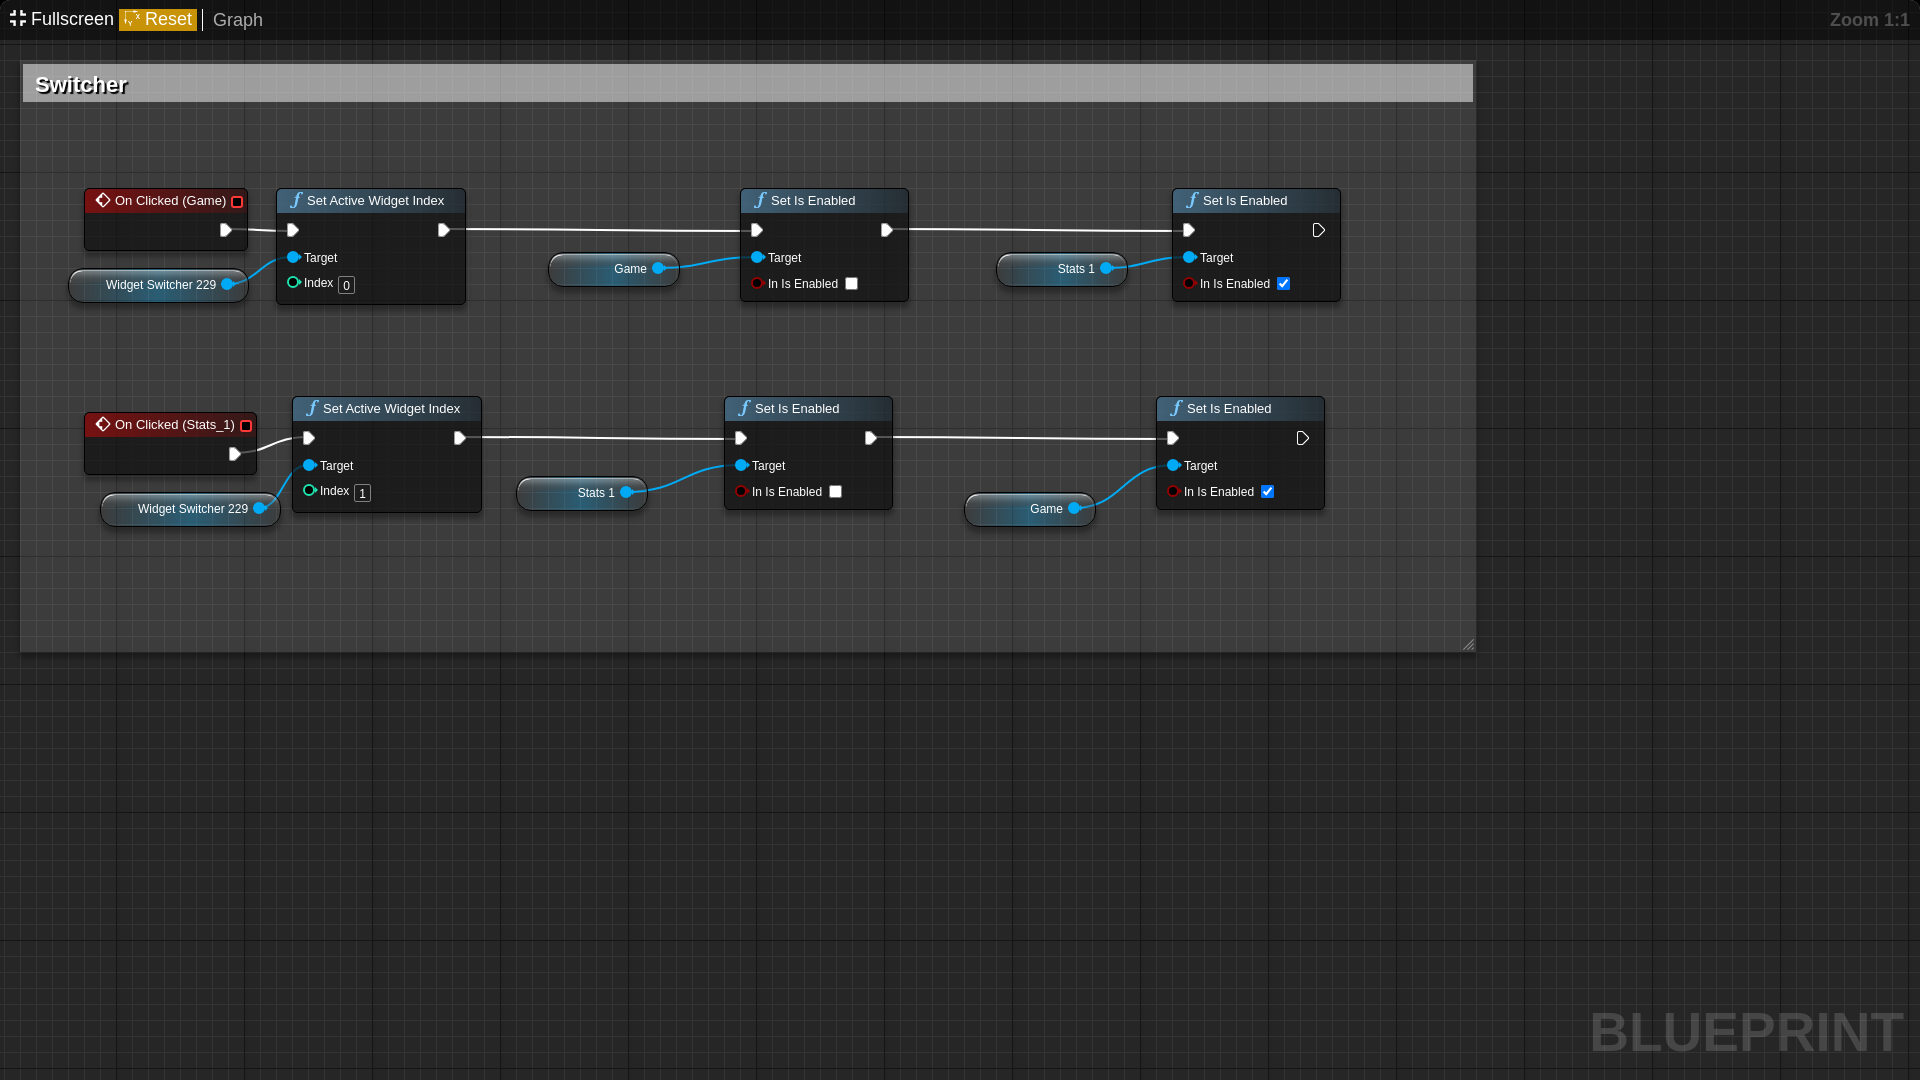 Fullscreen Reset Graph Zoom 1:1
Switcher
On Clicked (Game)
Set Active Widget Index
Target
Index 0
Widget Switcher 229
Game
Set Is Enabled
Target
In Is Enabled
Stats 1
Set Is Enabled
Target
In Is Enabled
On Clicked (Stats_1)
Set Active Widget Index
Target
Index 1
Widget Switcher 229
Stats 1
Set Is Enabled
Target
In Is Enabled
Game
Set Is Enabled
Target
In Is Enabled
BLUEPRINT